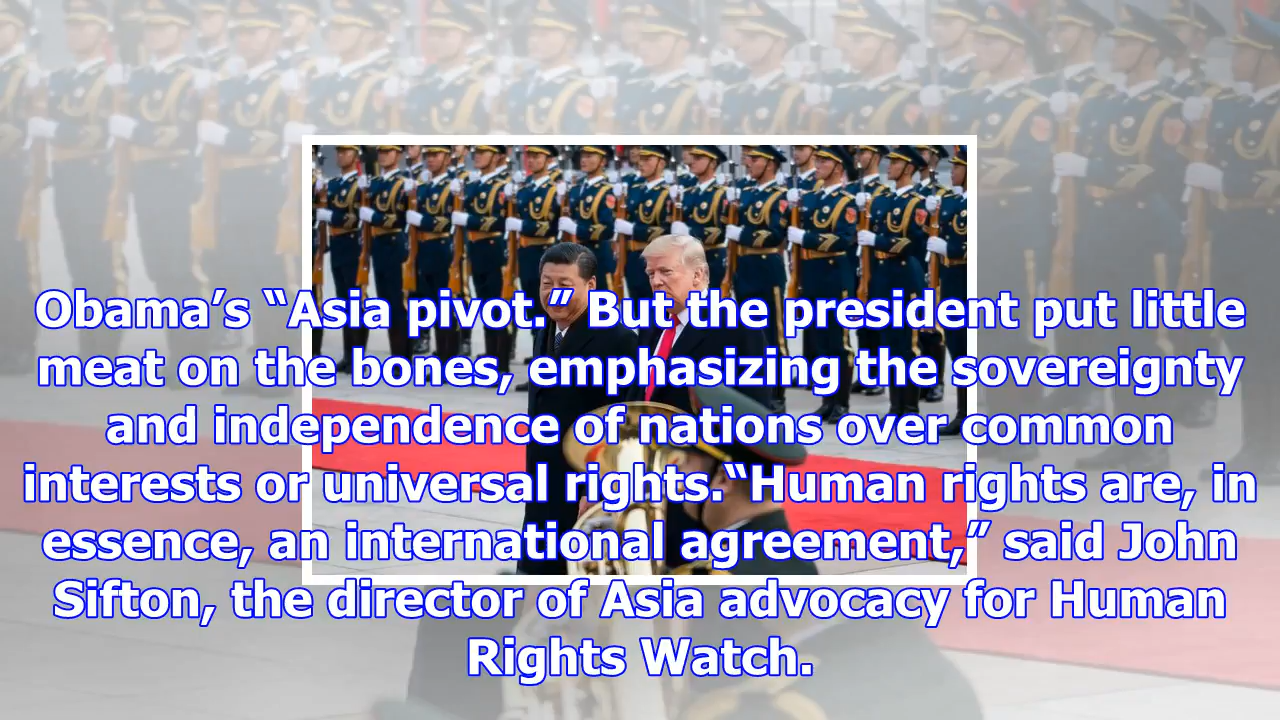 Obama’s “Asia pivot.” But the president put little
meat on the bones, emphasizing the sovereignty
and independence of nations over common
interests or universal rights.“Human rights are, in
essence, an international agreement,” said John
Sifton, the director of Asia advocacy for Human
Rights Watch.